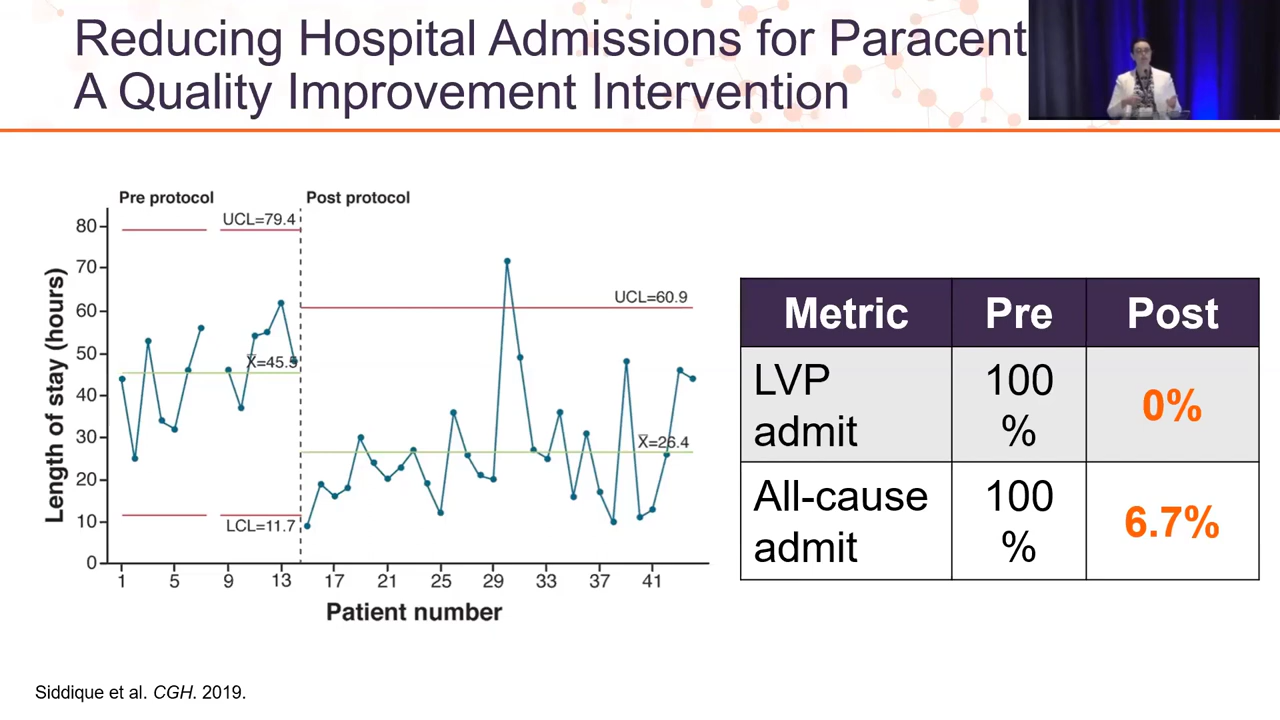 Reducing Hospital Admissions for Paracent
A Quality Improvement Intervention
Pre protocol
Post protocol
UCL=79.4
UCL=60.9
X̄=45.5
X̄=26.4
LCL=11.7
Length of stay (hours)
80
70
60
50
40
30
20
10
0
1 5 9 13 17 21 25 29 33 37 41
Patient number
Metric Pre Post
LVP admit 100 % 0%
All-cause admit 100 % 6.7%
Siddique et al. CGH. 2019.